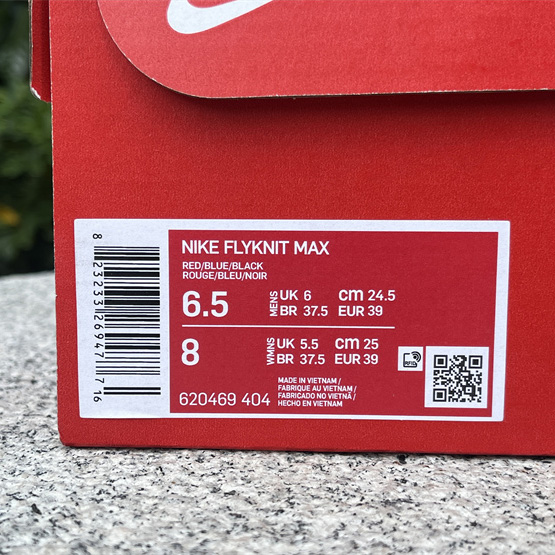 NIKE FLYKNIT MAX
RED/BLUE/BLACK
ROUGE/BLEU/NOIR
6.5 MENS UK 6 cm 24.5
BR 37.5 EUR 39
8 WMNS UK 5.5 cm 25
BR 37.5 EUR 39
620469 404
MADE IN VIETNAM /
FABRIQUE AU VIETNAM /
FABRICADO NO VIETNÃ /
HECHO EN VIETNAM
RFID
8 23233 26947 7 16